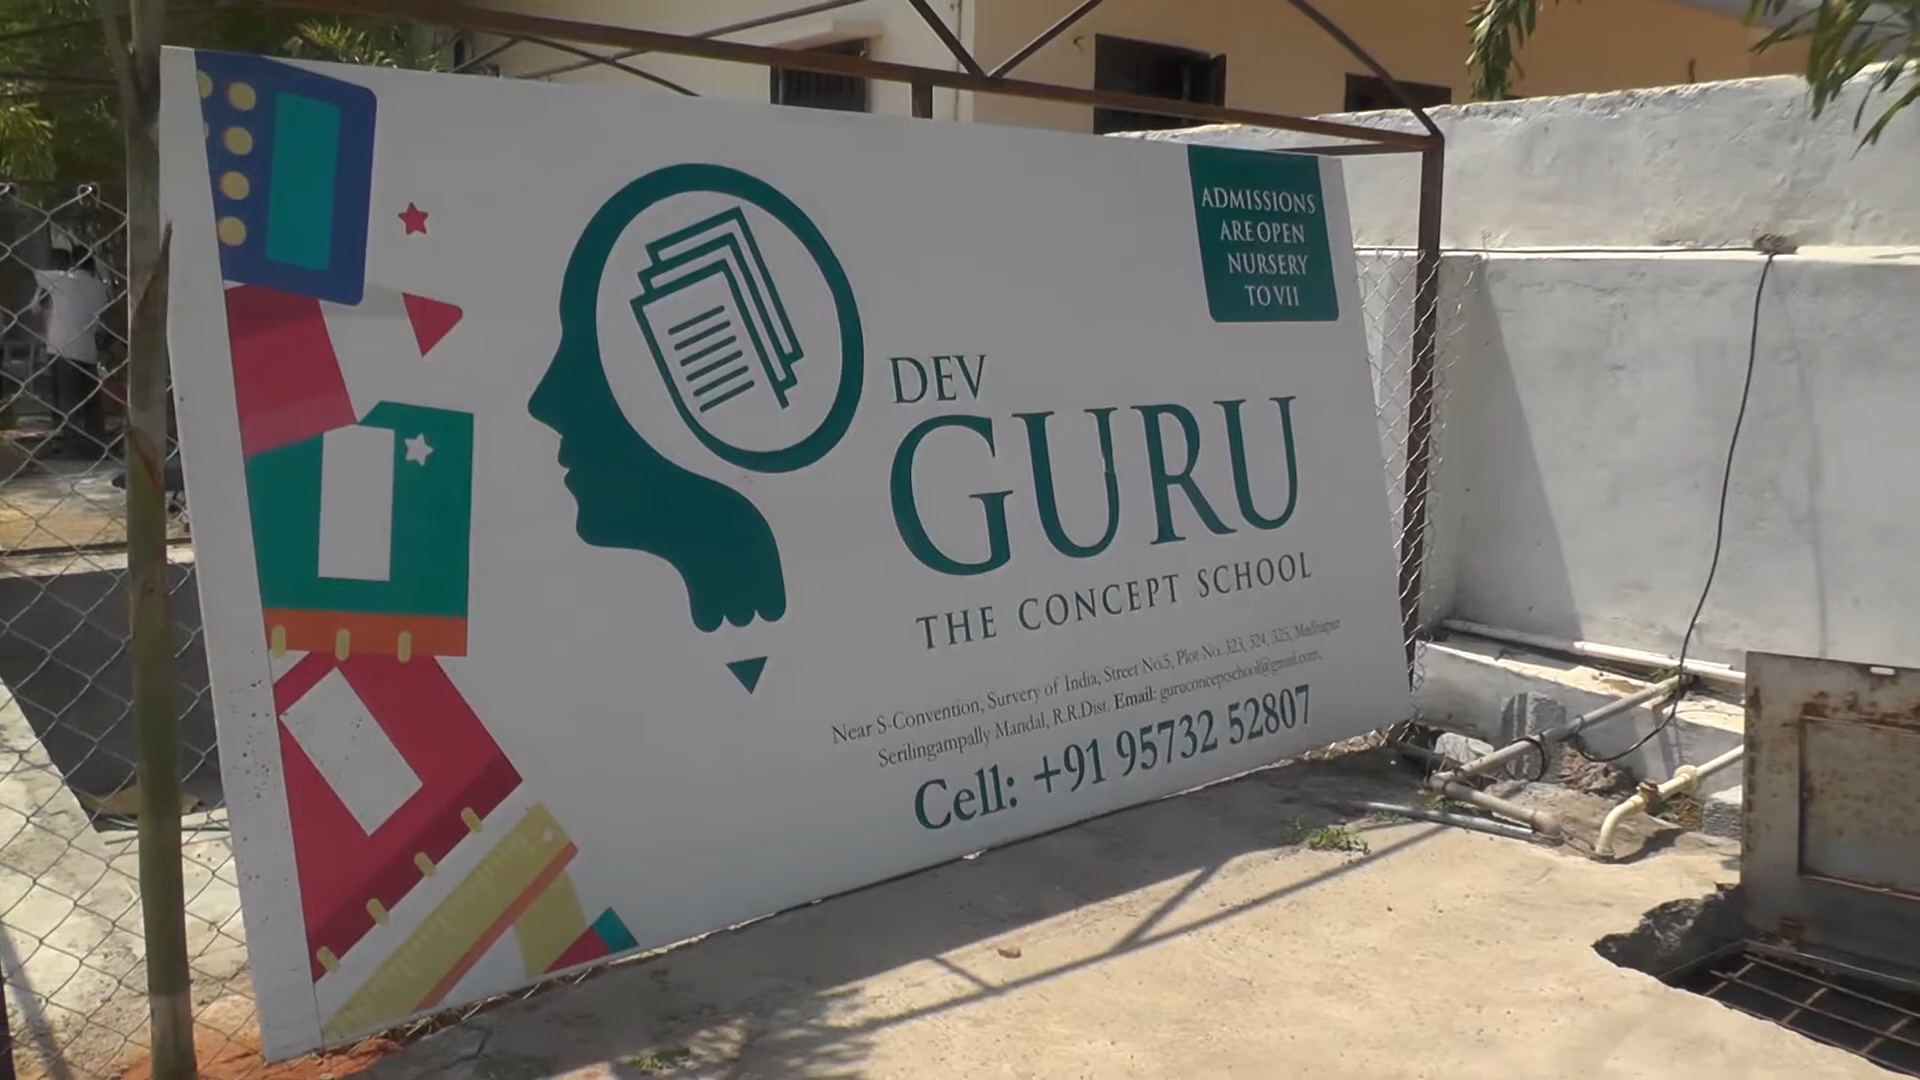 ADMISSIONS
ARE OPEN
NURSERY
TO VII
DEV
GURU
THE CONCEPT SCHOOL
Near S-Convention, Survery of India, Street No.5, Plot No. 323, 324, 325, Madhapur
Serilingampally Mandal, R.R.Dist. Email: guruconceptschool@gmail.com,
Cell: +91 95732 52807